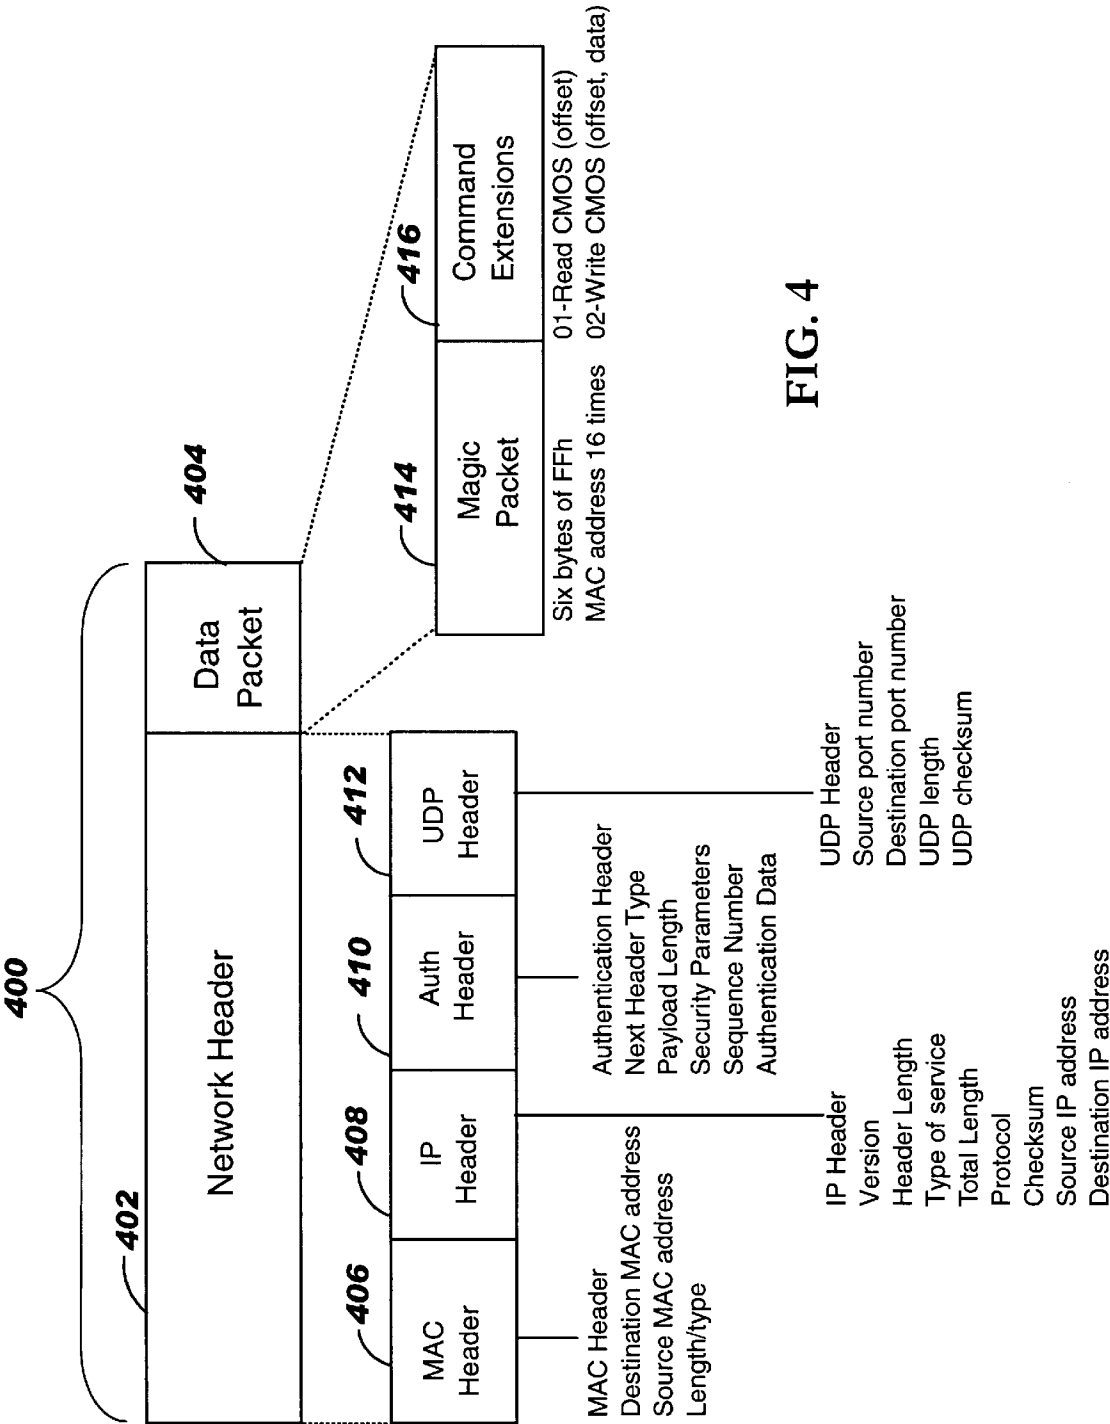 400
402
Network Header
Data
Packet
404
406
MAC
Header
408
IP
Header
410
Auth
Header
412
UDP
Header
414
Magic
Packet
416
Command
Extensions
Six bytes of FFh
MAC address 16 times
01-Read CMOS (offset)
02-Write CMOS (offset, data)
MAC Header
Destination MAC address
Source MAC address
Length/type
IP Header
Version
Header Length
Type of service
Total Length
Protocol
Checksum
Source IP address
Destination IP address
Authentication Header
Next Header Type
Payload Length
Security Parameters
Sequence Number
Authentication Data
UDP Header
Source port number
Destination port number
UDP length
UDP checksum
FIG. 4